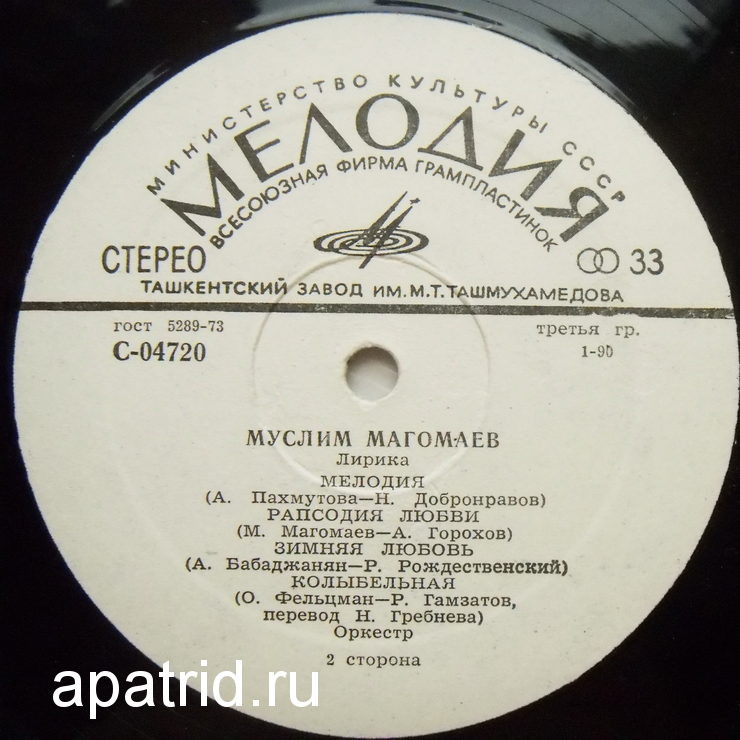 МИНИСТЕРСТВО КУЛЬТУРЫ СССР
МЕЛОДИЯ
ВСЕСОЮЗНАЯ ФИРМА ГРАМПЛАСТИНОК
СТЕРЕО 33
ТАШКЕНТСКИЙ ЗАВОД ИМ. М.Т. ТАШМУХАМЕДОВА
гост 5289-73 третья гр.
С-04720 1-90
МУСЛИМ МАГОМАЕВ
Лирика
МЕЛОДИЯ
(А. Пахмутова—Н. Добронравов)
РАПСОДИЯ ЛЮБВИ
(М. Магомаев—А. Горохов)
ЗИМНЯЯ ЛЮБОВЬ
(А. Бабаджанян—Р. Рождественский)
КОЛЫБЕЛЬНАЯ
(О. Фельцман—Р. Гамзатов,
перевод Н. Гребнева)
Оркестр
2 сторона
apatrid.ru